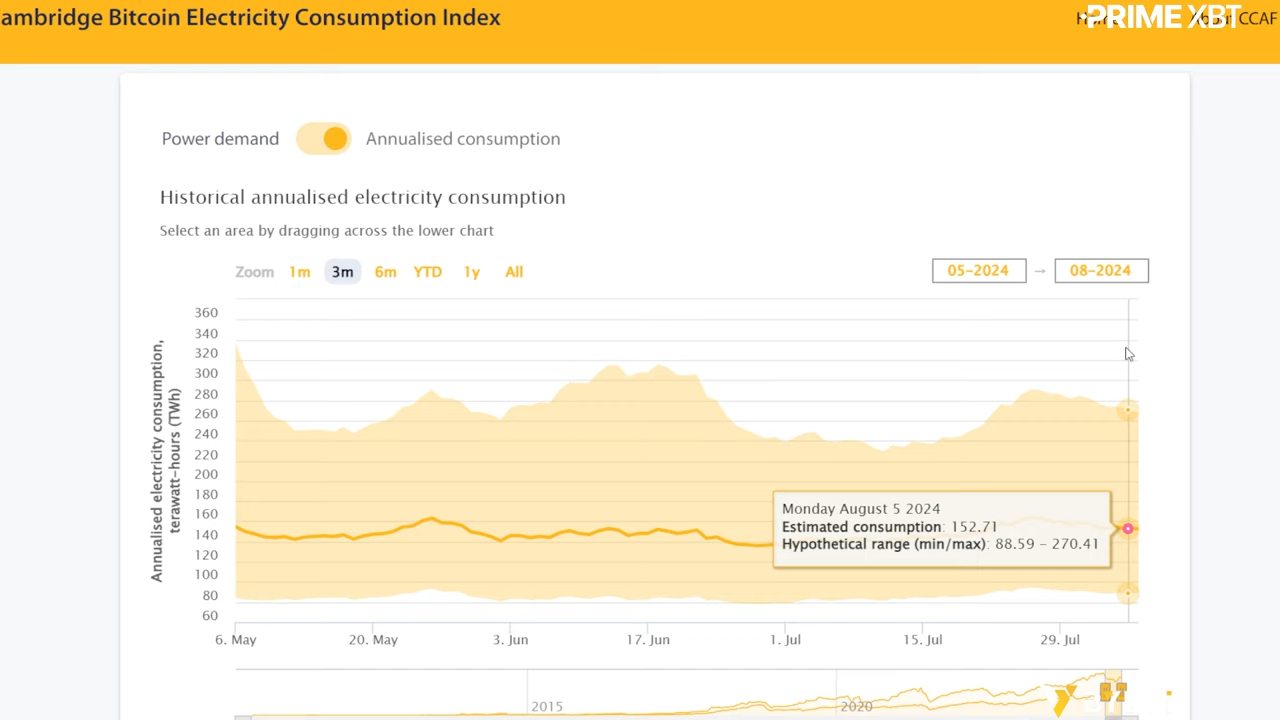 ambridge Bitcoin Electricity Consumption Index
PRIME XBT
CCAF
Power demand
Annualised consumption
Historical annualised electricity consumption
Select an area by dragging across the lower chart
Zoom 1m 3m 6m YTD 1y All
05-2024 → 08-2024
Annualised electricity consumption,
terawatt-hours (TWh)
360
340
320
300
280
260
240
220
200
180
160
140
120
100
80
60
Monday August 5 2024
Estimated consumption: 152.71
Hypothetical range (min/max): 88.59 – 270.41
6. May 20. May 3. Jun 17. Jun 1. Jul 15. Jul 29. Jul
2015 2020